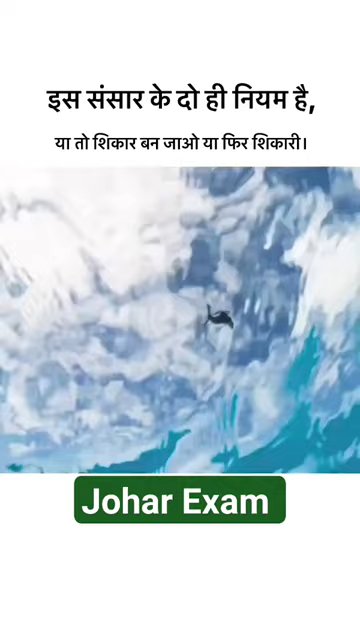 इस संसार के दो ही नियम है,
या तो शिकार बन जाओ या फिर शिकारी।
Johar Exam